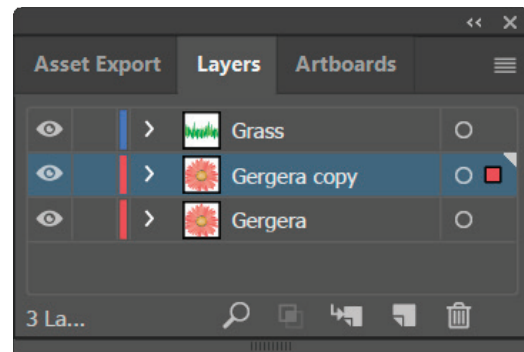 Asset Export Layers Artboards
Grass
Gergera copy
Gergera
3 La...